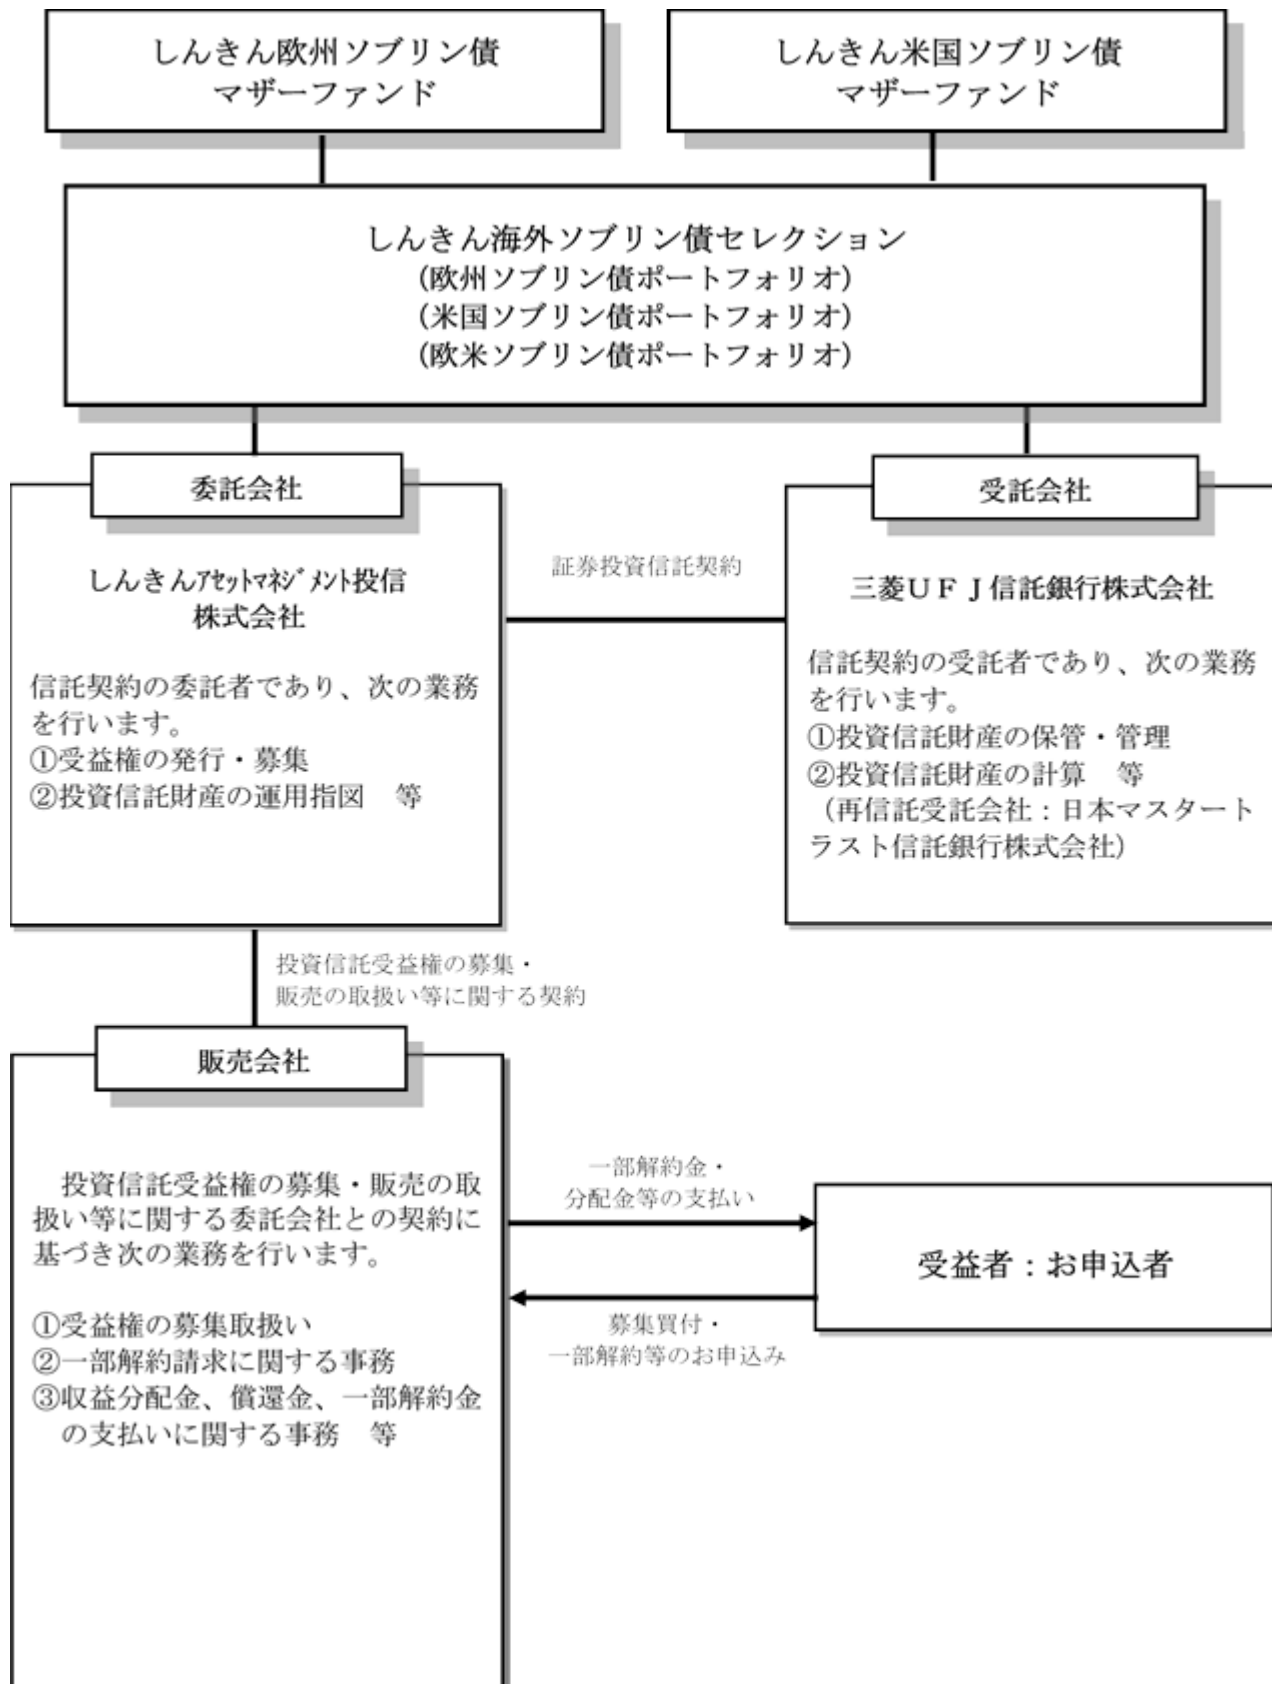 しんきん欧州ソブリン債
マザーファンド
しんきん米国ソブリン債
マザーファンド
しんきん海外ソブリン債セレクション
（欧州ソブリン債ポートフォリオ）
（米国ソブリン債ポートフォリオ）
（欧米ソブリン債ポートフォリオ）
委託会社
しんきんｱｾｯﾄﾏﾈｼﾞﾒﾝﾄ投信
株式会社
信託契約の委託者であり、次の業務
を行います。
①受益権の発行・募集
②投資信託財産の運用指図　等
証券投資信託契約
受託会社
三菱ＵＦＪ信託銀行株式会社
信託契約の受託者であり、次の業務
を行います。
①投資信託財産の保管・管理
②投資信託財産の計算　等
（再信託受託会社：日本マスタート
ラスト信託銀行株式会社）
投資信託受益権の募集・
販売の取扱い等に関する契約
販売会社
投資信託受益権の募集・販売の取
扱い等に関する委託会社との契約に
基づき次の業務を行います。
①受益権の募集取扱い
②一部解約請求に関する事務
③収益分配金、償還金、一部解約金
の支払いに関する事務　等
一部解約金・
分配金等の支払い
受益者：お申込者
募集買付・
一部解約等のお申込み